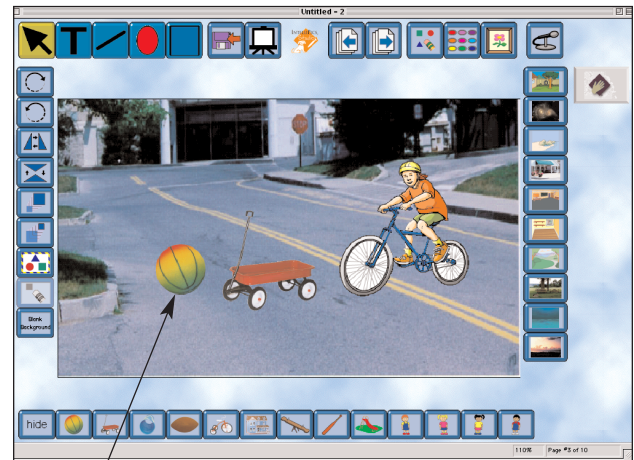 Untitled - 2
T
hide
Blank
Background
110%
Page #3 of 10